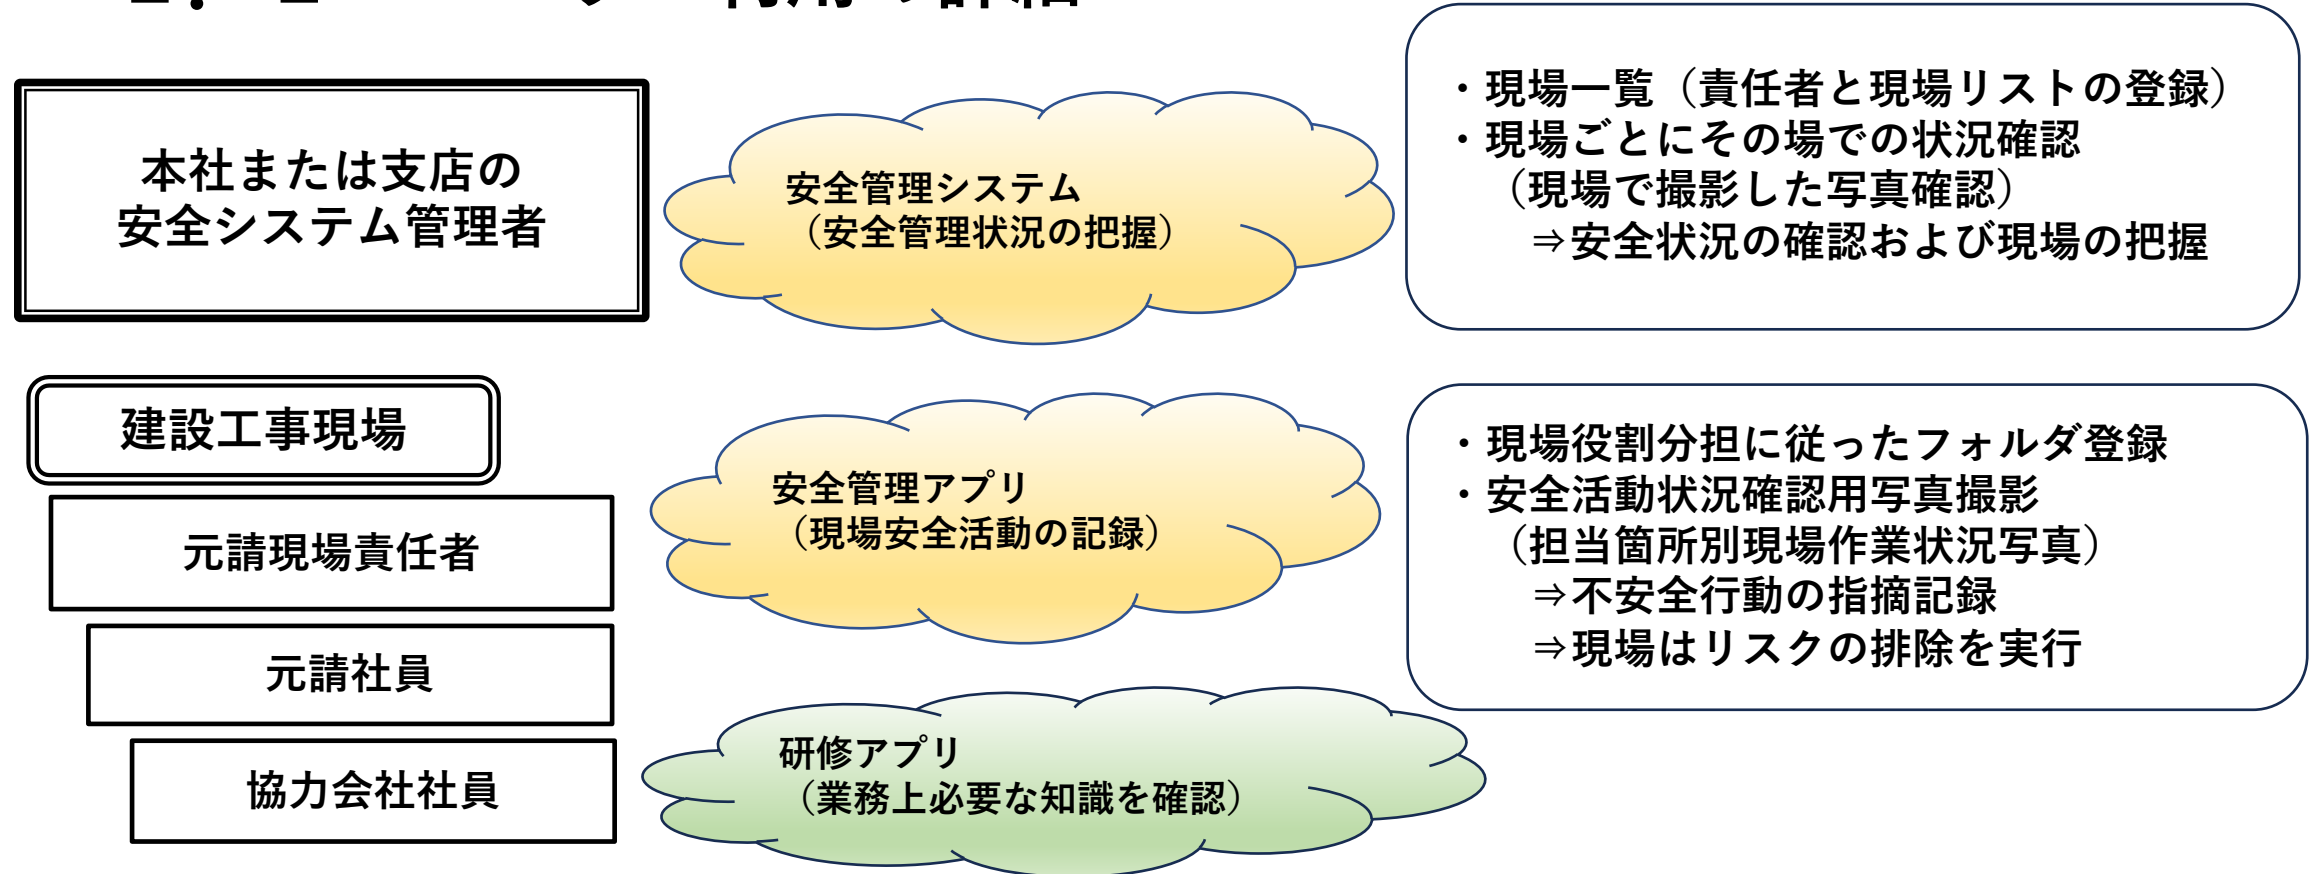 本社または支店の
安全システム管理者
安全管理システム
（安全管理状況の把握）
・現場一覧（責任者と現場リストの登録）
・現場ごとにその場での状況確認
（現場で撮影した写真確認）
⇒安全状況の確認および現場の把握
建設工事現場
元請現場責任者
元請社員
協力会社社員
安全管理アプリ
（現場安全活動の記録）
・現場役割分担に従ったフォルダ登録
・安全活動状況確認用写真撮影
（担当箇所別現場作業状況写真）
⇒不安全行動の指摘記録
⇒現場はリスクの排除を実行
研修アプリ
（業務上必要な知識を確認）